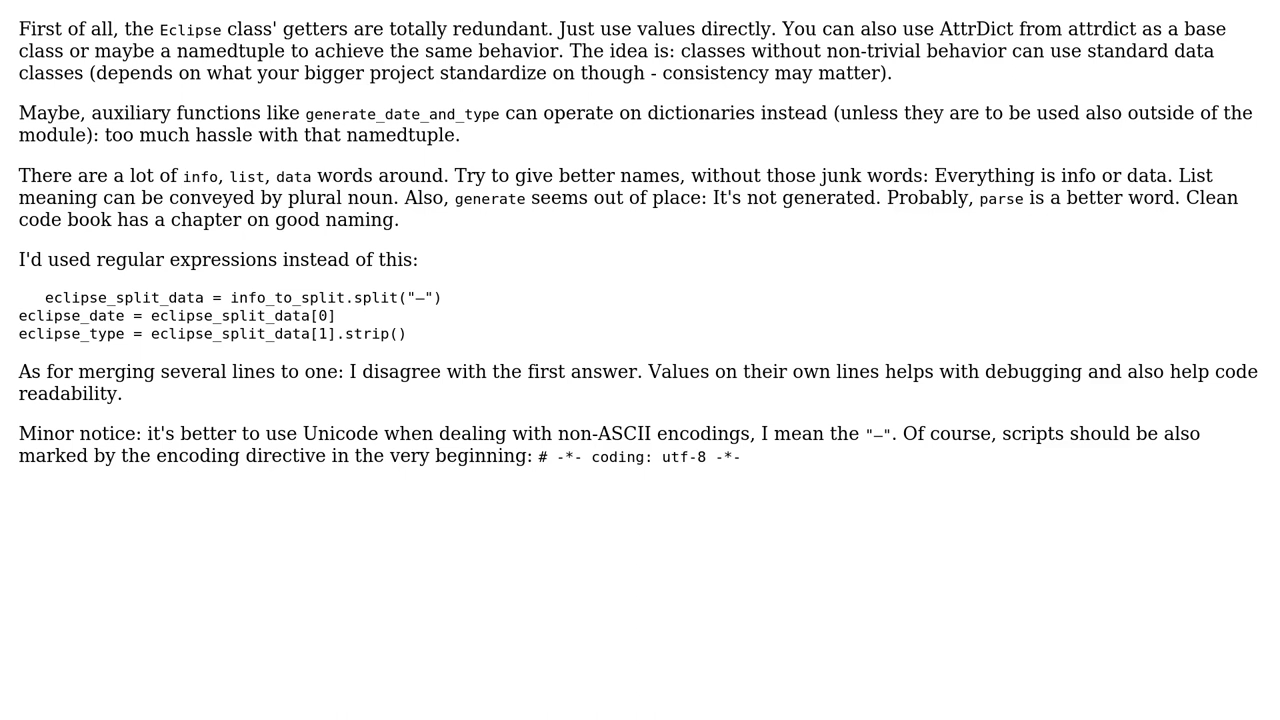 First of all, the Eclipse class' getters are totally redundant. Just use values directly. You can also use AttrDict from attrdict as a base
class or maybe a namedtuple to achieve the same behavior. The idea is: classes without non-trivial behavior can use standard data
classes (depends on what your bigger project standardize on though - consistency may matter).
Maybe, auxiliary functions like generate_date_and_type can operate on dictionaries instead (unless they are to be used also outside of the
module): too much hassle with that namedtuple.
There are a lot of info, list, data words around. Try to give better names, without those junk words: Everything is info or data. List
meaning can be conveyed by plural noun. Also, generate seems out of place: It's not generated. Probably, parse is a better word. Clean
code book has a chapter on good naming.
I'd used regular expressions instead of this:
   eclipse_split_data = info_to_split.split("–")
eclipse_date = eclipse_split_data[0]
eclipse_type = eclipse_split_data[1].strip()
As for merging several lines to one: I disagree with the first answer. Values on their own lines helps with debugging and also help code
readability.
Minor notice: it's better to use Unicode when dealing with non-ASCII encodings, I mean the "–". Of course, scripts should be also
marked by the encoding directive in the very beginning: # -*- coding: utf-8 -*-